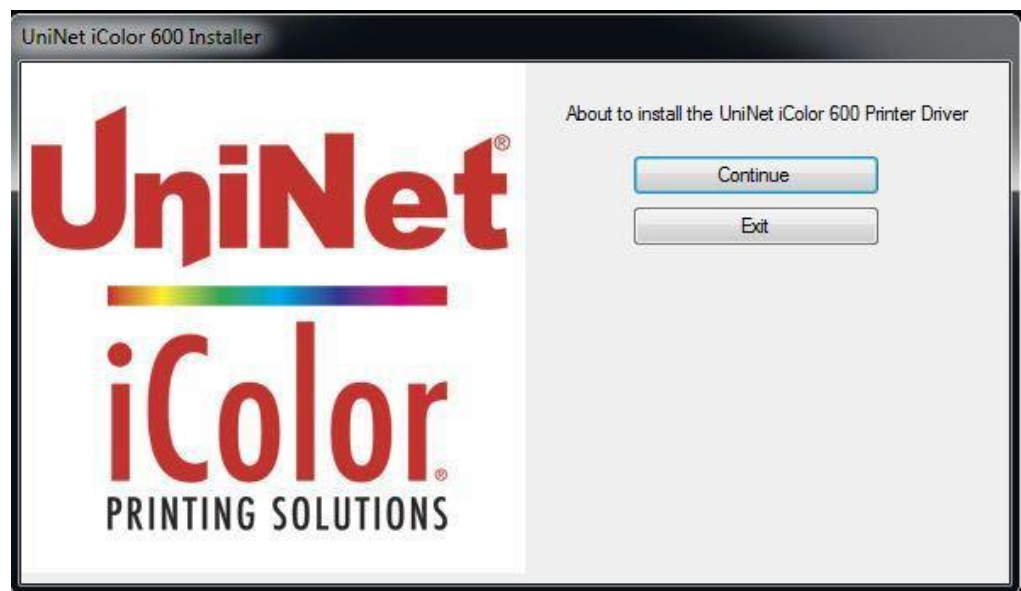 UniNet iColor 600 Installer
UniNet®
iColor®
PRINTING SOLUTIONS
About to install the UniNet iColor 600 Printer Driver
Continue
Exit